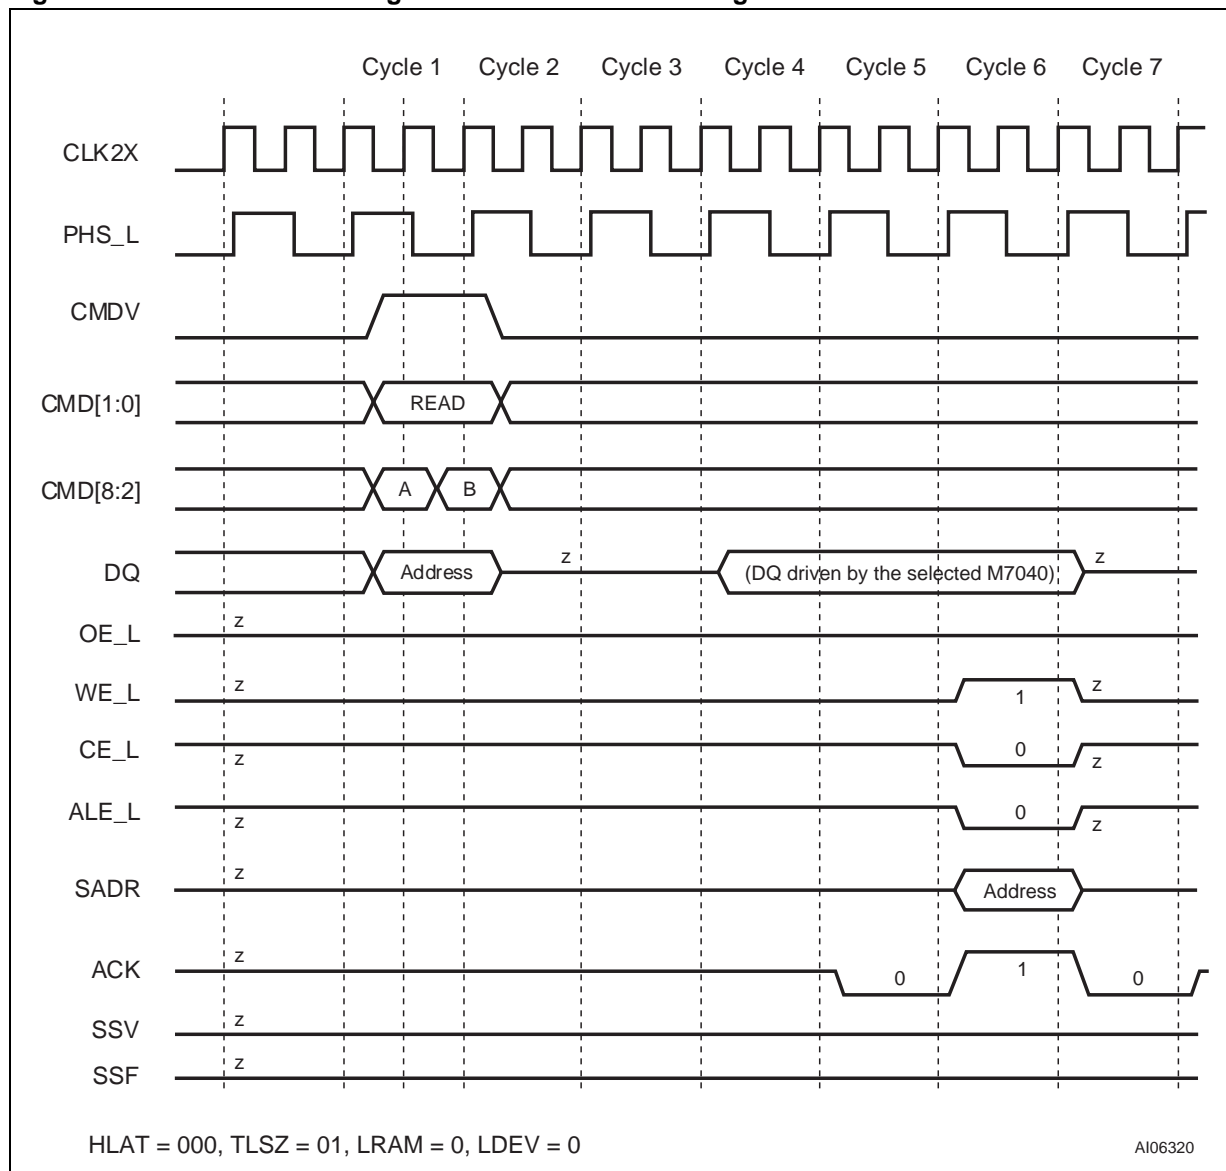 Cycle 1 Cycle 2 Cycle 3 Cycle 4 Cycle 5 Cycle 6 Cycle 7
CLK2X
PHS_L
CMDV
CMD[1:0] READ
CMD[8:2] A B
DQ Address z (DQ driven by the selected M7040) z
OE_L z
WE_L z 1 z
CE_L z 0 z
ALE_L z 0 z
SADR z Address
ACK z 0 1 0
SSV z
SSF z
HLAT = 000, TLSZ = 01, LRAM = 0, LDEV = 0
AI06320